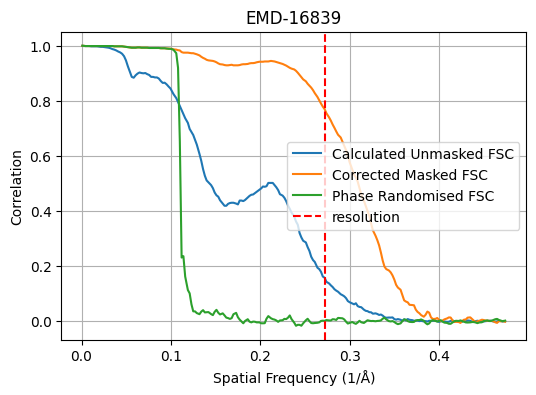 EMD-16839
1.0
0.8
0.6
0.4
0.2
0.0
Correlation
Calculated Unmasked FSC
Corrected Masked FSC
Phase Randomised FSC
resolution
0.0 0.1 0.2 0.3 0.4
Spatial Frequency (1/Å)